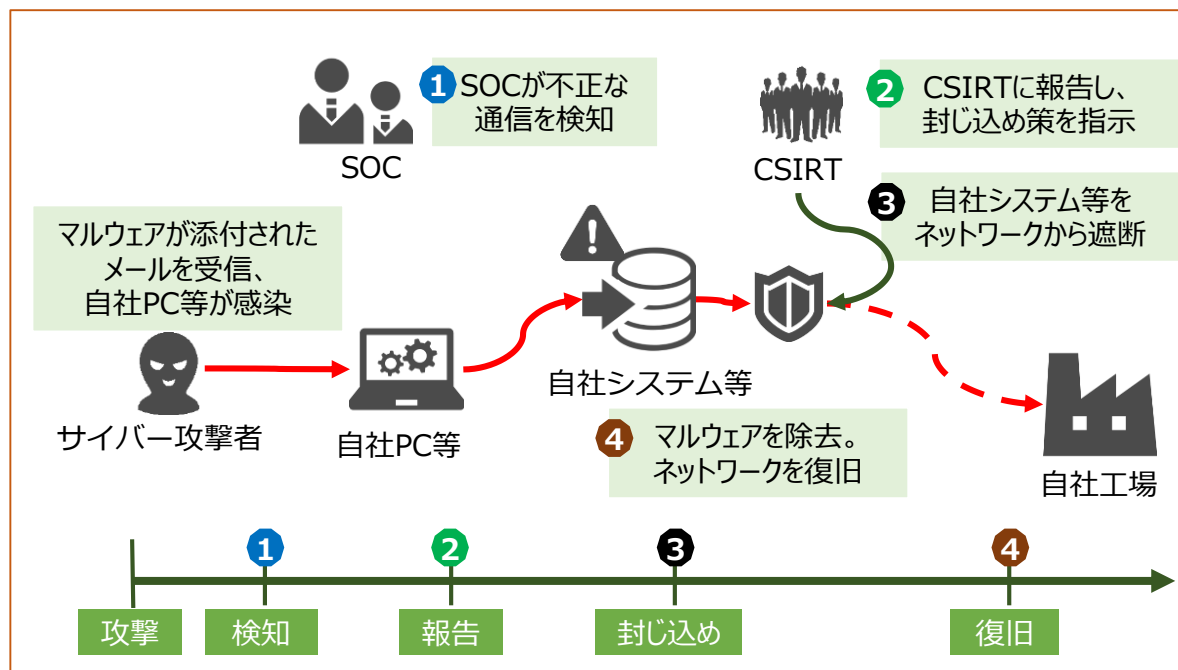 1
SOCが不正な
通信を検知
SOC
2
CSIRTに報告し、
封じ込め策を指示
CSIRT
3
自社システム等を
ネットワークから遮断
マルウェアが添付された
メールを受信、
自社PC等が感染
サイバー攻撃者
自社PC等
自社システム等
4
マルウェアを除去。
ネットワークを復旧
自社工場
1
2
3
4
攻撃
検知
報告
封じ込め
復旧